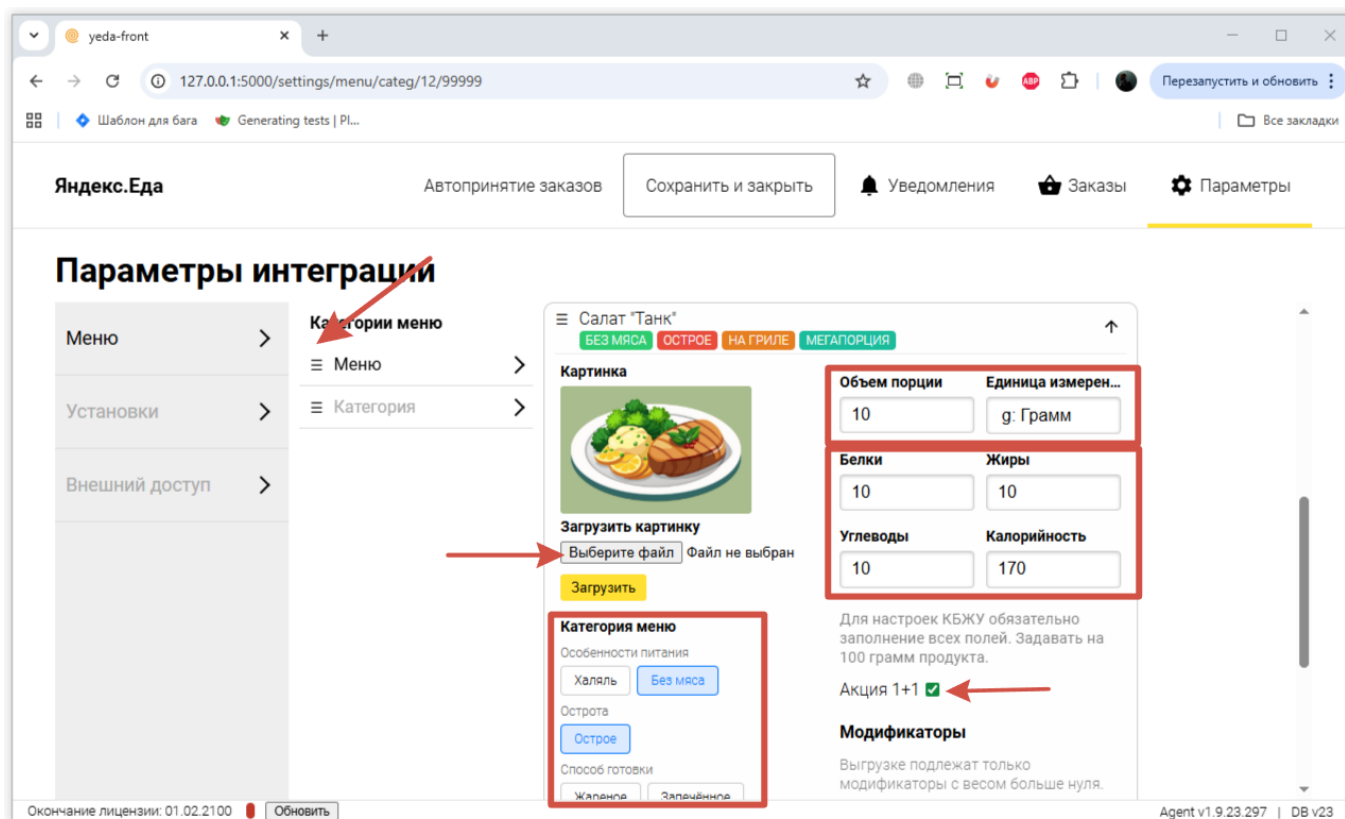 yeda-front
127.0.0.1:5000/settings/menu/categ/12/99999
ABP
Перезапустить и обновить
Шаблон для бага
Generating tests | Pl...
Все закладки
Яндекс.Еда
Автопринятие заказов
Сохранить и закрыть
Уведомления
Заказы
Параметры
Параметры интеграции
Меню
Установки
Внешний доступ
Категории меню
Меню
Категория
Салат "Танк"
БЕЗ МЯСА ОСТРОЕ НА ГРИЛЕ МЕГАПОРЦИЯ
Картинка
Загрузить картинку
Выберите файл Файл не выбран
Загрузить
Категория меню
Особенности питания
Халяль Без мяса
Острота
Острое
Способ готовки
Жареное Запечённое
Объем порции Единица измерен...
10 g: Грамм
Белки Жиры
10 10
Углеводы Калорийность
10 170
Для настроек КБЖУ обязательно
заполнение всех полей. Задавать на
100 грамм продукта.
Акция 1+1
Модификаторы
Выгрузке подлежат только
модификаторы с весом больше нуля.
Окончание лицензии: 01.02.2100 Обновить
Agent v1.9.23.297 | DB v23